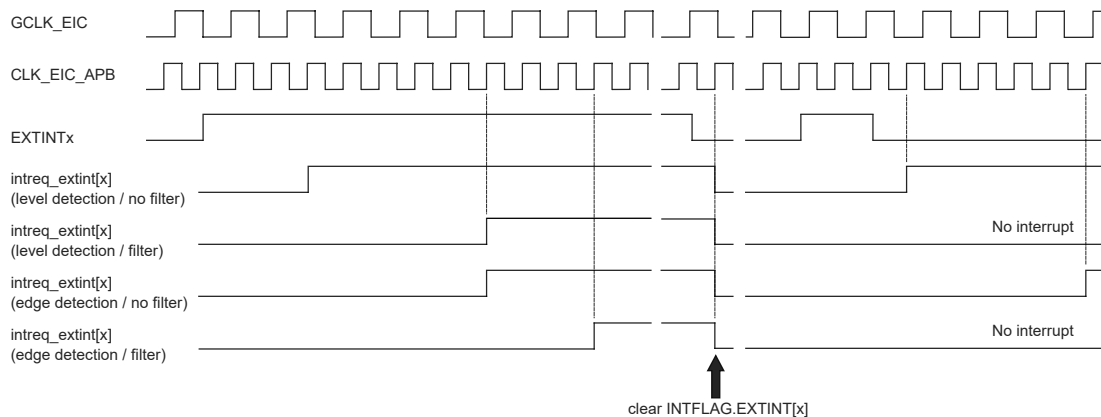 GCLK_EIC
CLK_EIC_APB
EXTINTx
intreq_extint[x]
(level detection / no filter)
intreq_extint[x]
(level detection / filter)
No interrupt
intreq_extint[x]
(edge detection / no filter)
intreq_extint[x]
(edge detection / filter)
No interrupt
clear INTFLAG.EXTINT[x]